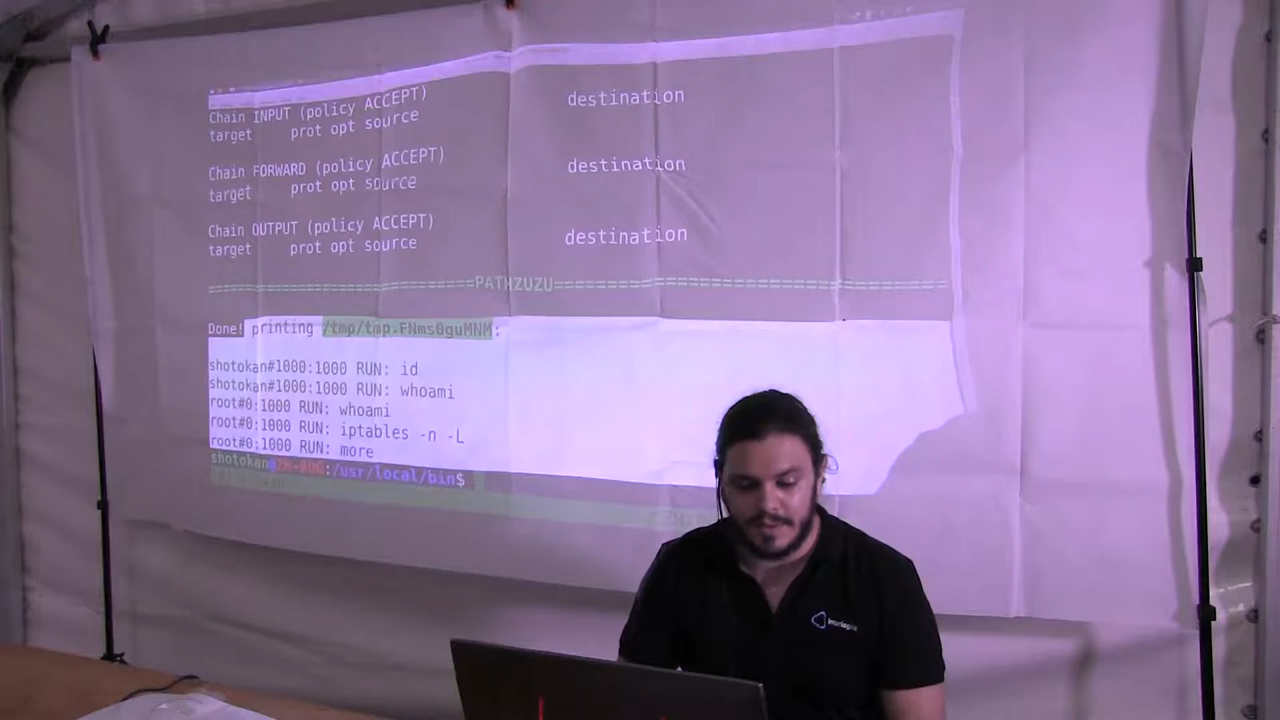 Chain INPUT (policy ACCEPT)
target prot opt source destination
Chain FORWARD (policy ACCEPT)
target prot opt source destination
Chain OUTPUT (policy ACCEPT)
target prot opt source destination
PATHZUZU
Done! printing /tmp/tmp.FNms0guMNM:
shotokan#1000:1000 RUN: id
shotokan#1000:1000 RUN: whoami
root#0:1000 RUN: whoami
root#0:1000 RUN: iptables -n -L
root#0:1000 RUN: more
:/usr/local/bin$